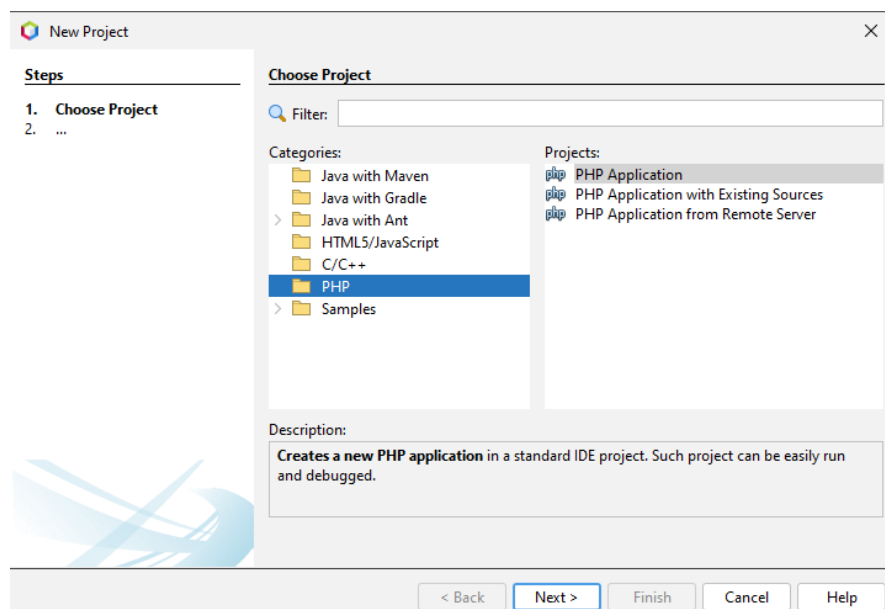 New Project
Steps
1. Choose Project
2. ...
Choose Project
Filter:
Categories:
Java with Maven
Java with Gradle
Java with Ant
HTML5/JavaScript
C/C++
PHP
Samples
Projects:
PHP Application
PHP Application with Existing Sources
PHP Application from Remote Server
Description:
Creates a new PHP application in a standard IDE project. Such project can be easily run
and debugged.
< Back Next > Finish Cancel Help